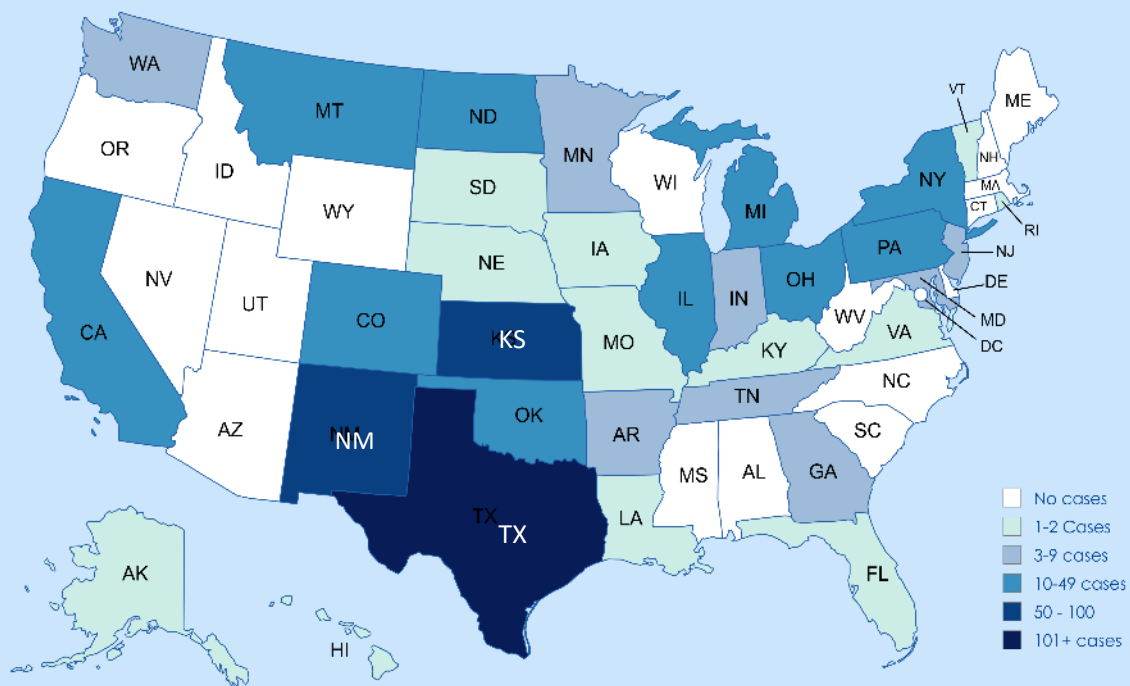 WA
MT
ND
MN
VT
ME
OR
ID
SD
WI
NH
WY
MI
NY
MA
CT
RI
NE
IA
PA
NJ
NV
UT
IL
IN
OH
DE
CA
CO
KS
KS
MO
WV
VA
MD
KY
DC
NC
TN
AZ
NM
NM
OK
AR
SC
MS
AL
GA
TX
TX
LA
AK
HI
FL
No cases
1-2 Cases
3-9 cases
10-49 cases
50 - 100
101+ cases